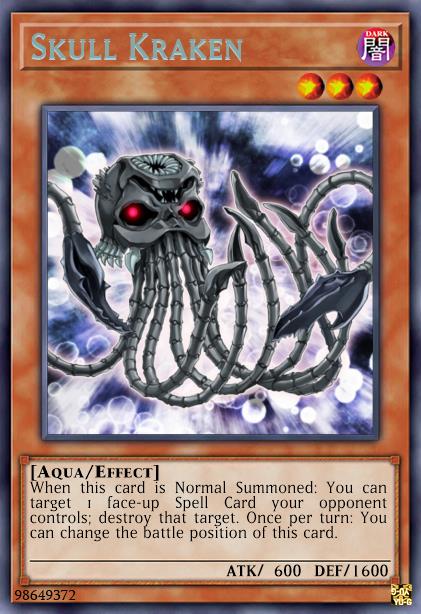 Skull Kraken
DARK
闇
[Aqua/Effect]
When this card is Normal Summoned: You can
target 1 face-up Spell Card your opponent
controls; destroy that target. Once per turn: You
can change the battle position of this card.
ATK/ 600 DEF/1600
98649372